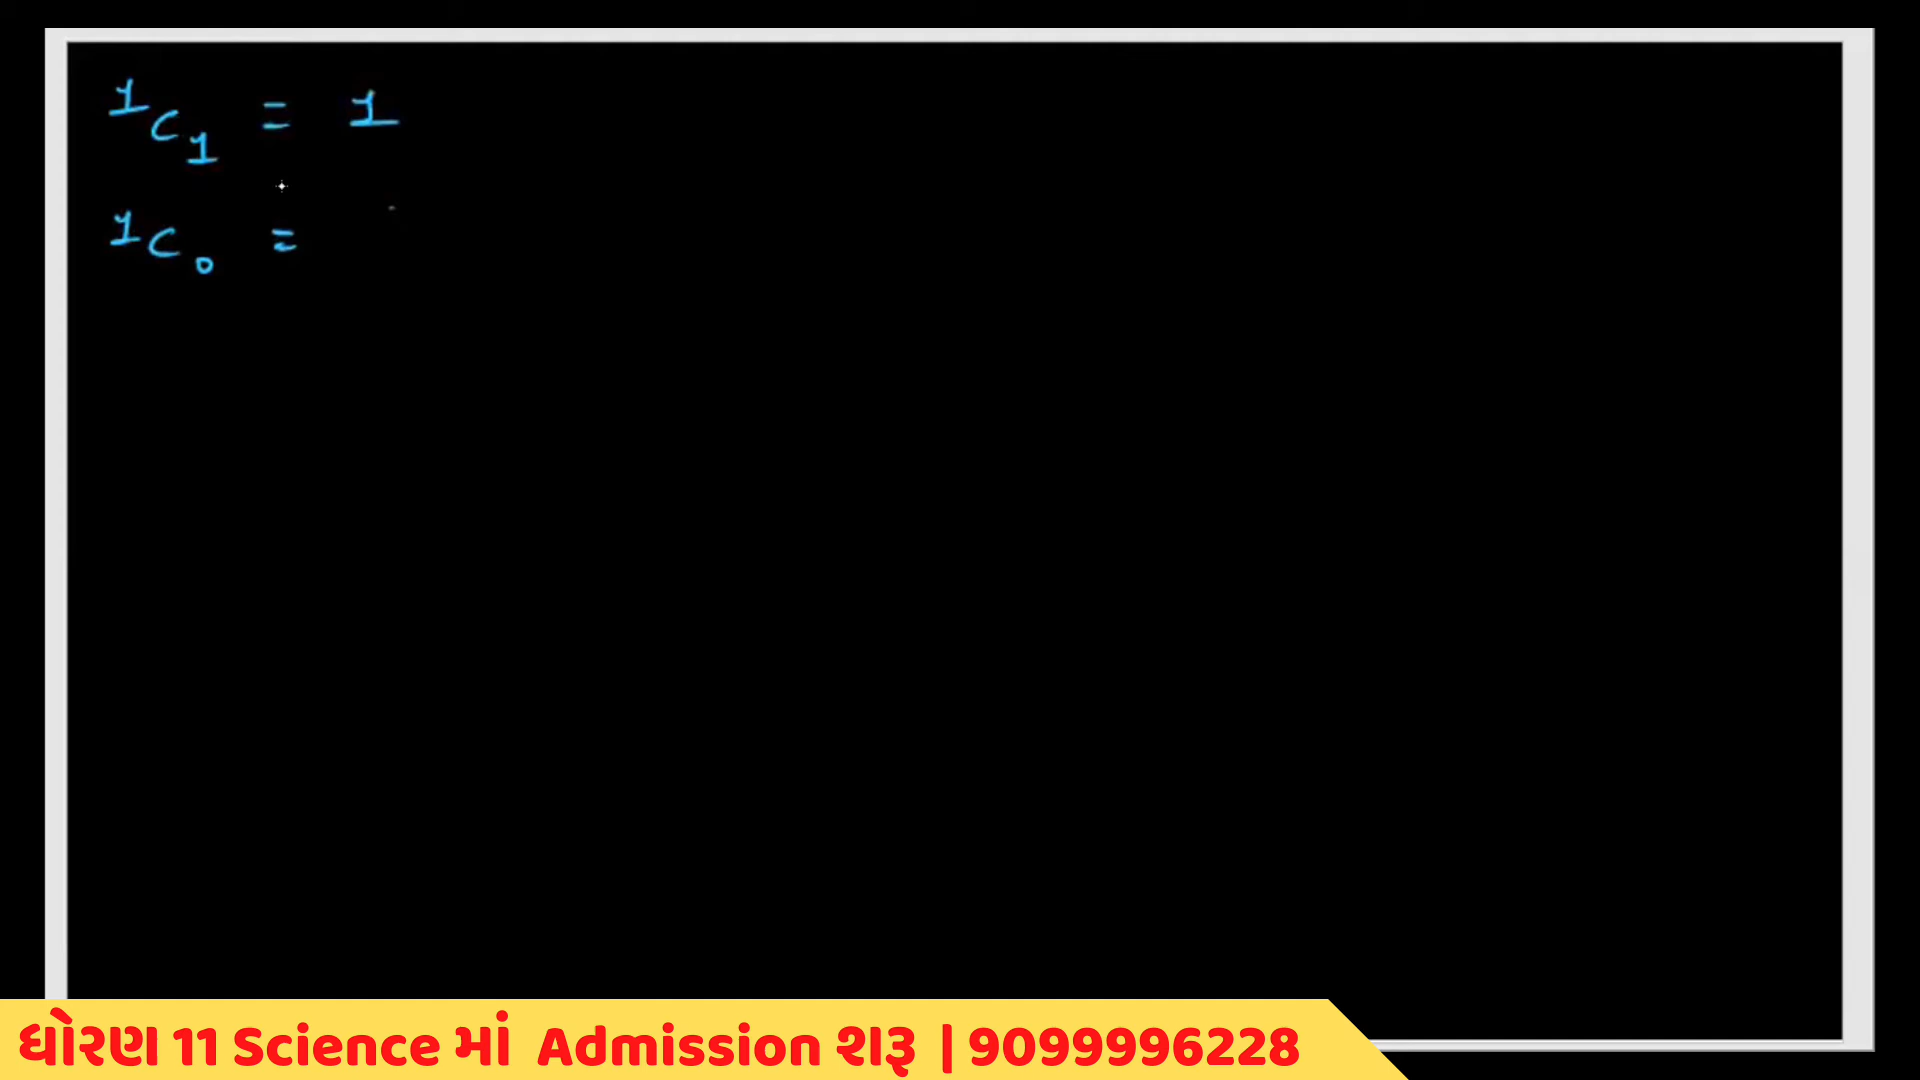 ¹C₁ = 1
¹C₀ =
ધોરણ 11 Science માં Admission શરૂ | 9099996228